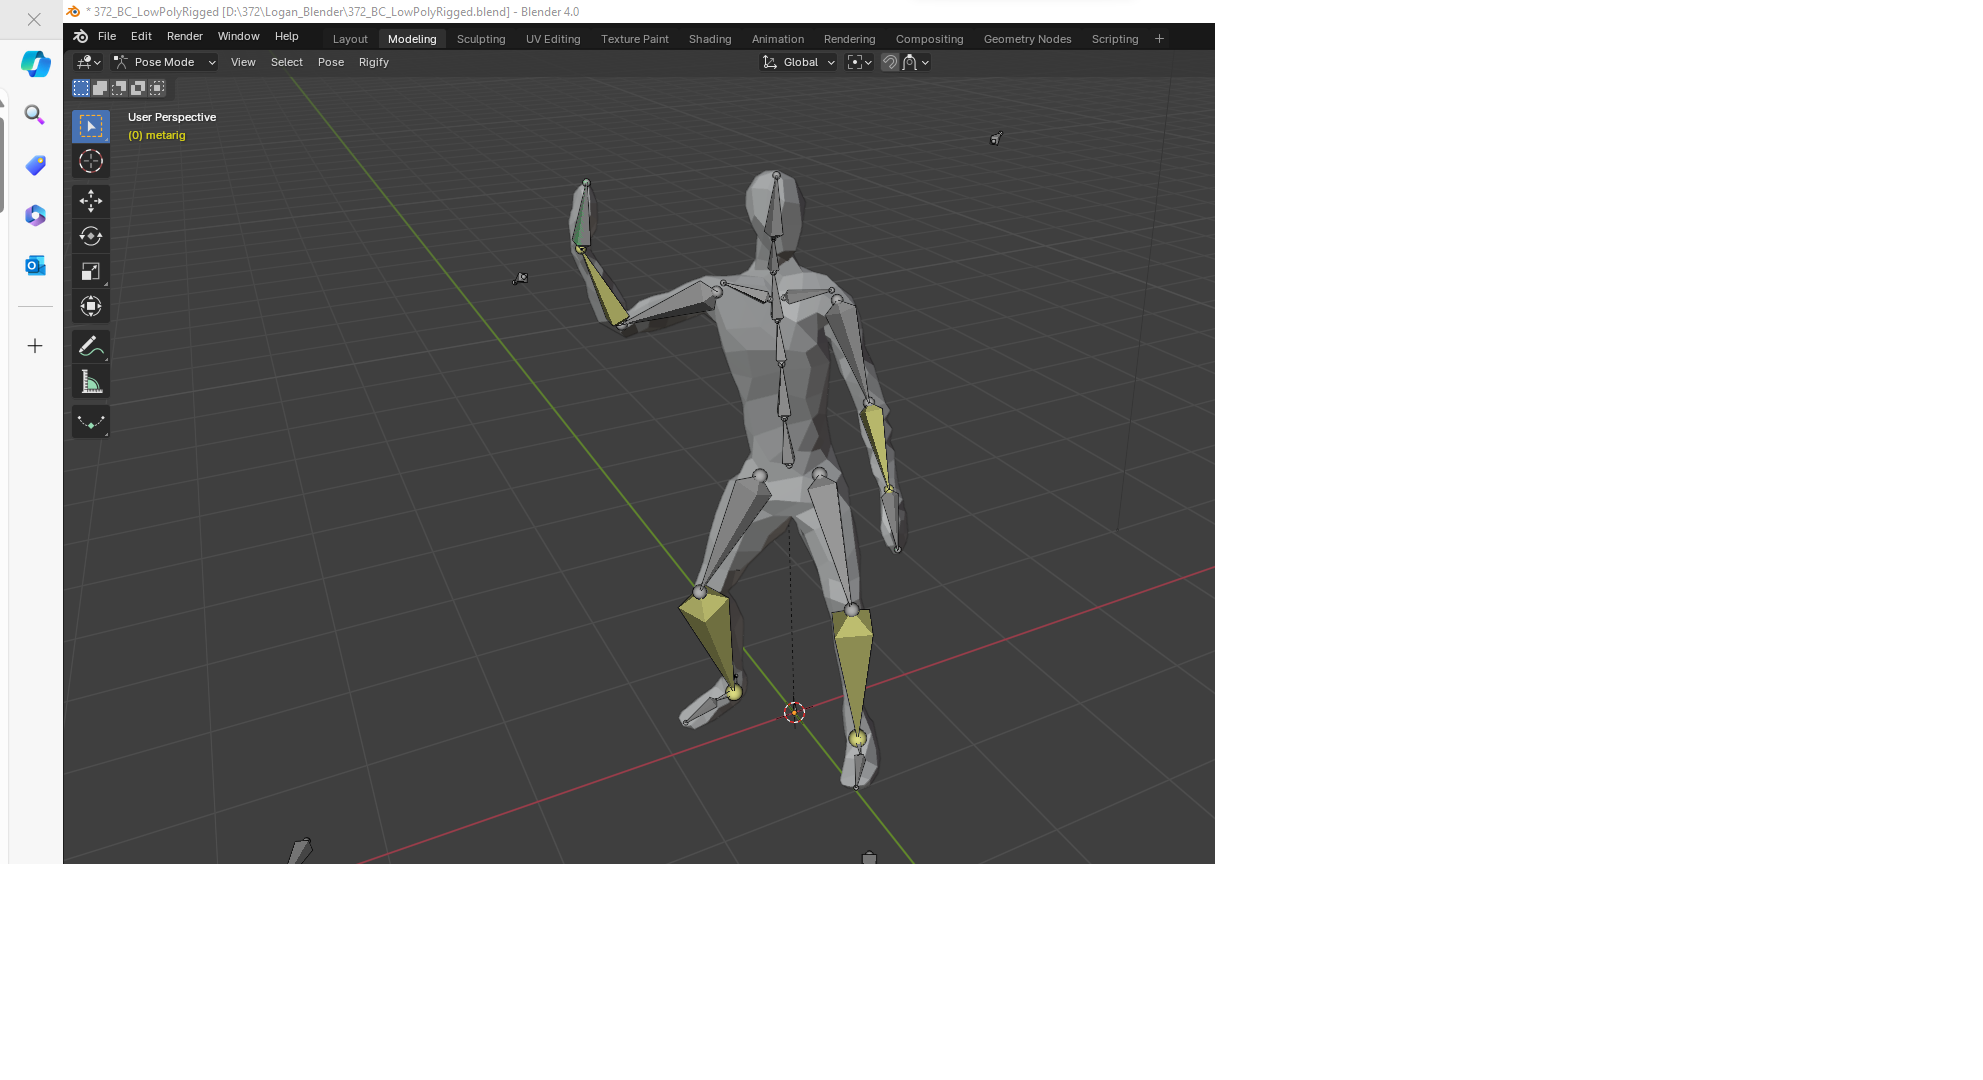 * 372_BC_LowPolyRigged [D:\372\Logan_Blender\372_BC_LowPolyRigged.blend] - Blender 4.0
File Edit Render Window Help Layout Modeling Sculpting UV Editing Texture Paint Shading Animation Rendering Compositing Geometry Nodes Scripting +
Pose Mode View Select Pose Rigify Global
User Perspective
(0) metarig